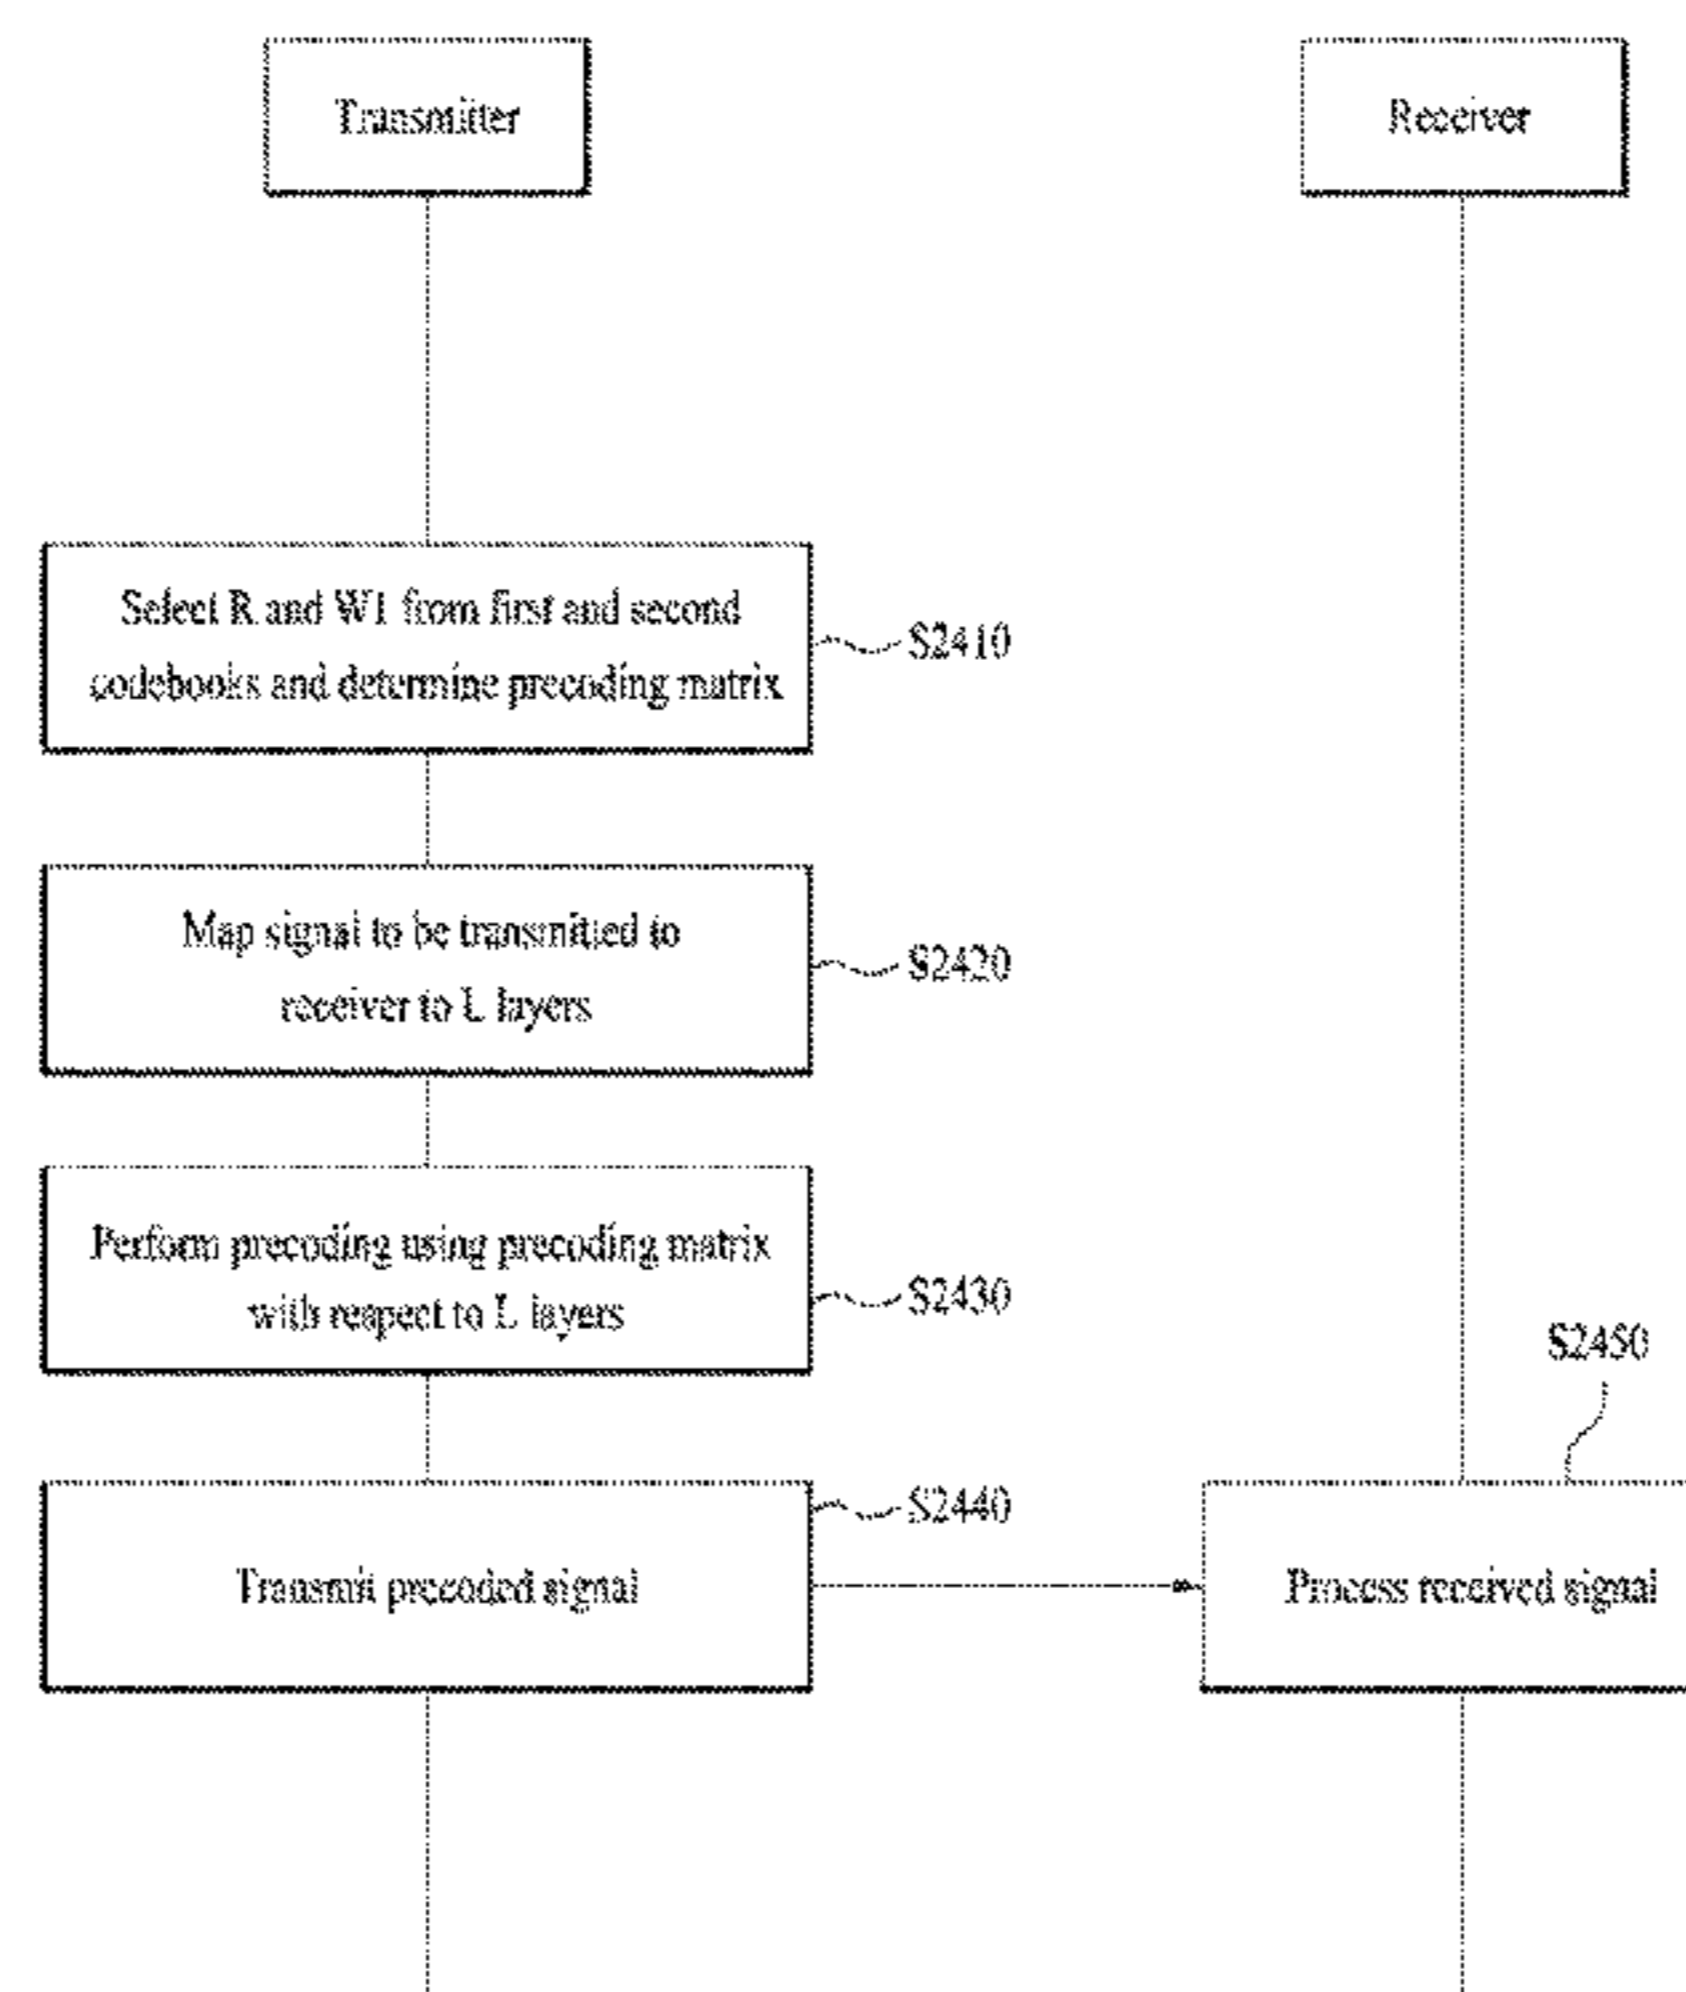 Transmitter
Receiver
Select R and W1 from first and second
codebooks and determine precoding matrix
S2410
Map signal to be transmitted to
receiver to L layers
S2420
Perform precoding using precoding matrix
with respect to L layers
S2430
S2450
S2440
Transmit precoded signal
Process received signal